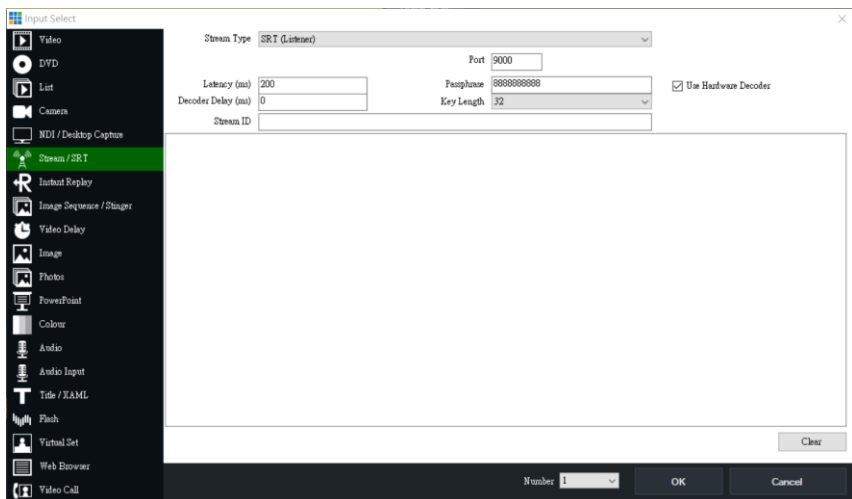 Input Select
Video
DVD
List
Camera
NDI / Desktop Capture
Stream / SRT
Instant Replay
Image Sequence / Stinger
Video Delay
Image
Photos
PowerPoint
Colour
Audio
Audio Input
Title / XAML
Flash
Virtual Set
Web Browser
Video Call
Stream Type SRT (Listener)
Port 9000
Latency (ms) 200 Passphrase 8888888888 Use Hardware Decoder
Decoder Delay (ms) 0 Key Length 32
Stream ID
Clear
Number 1 OK Cancel